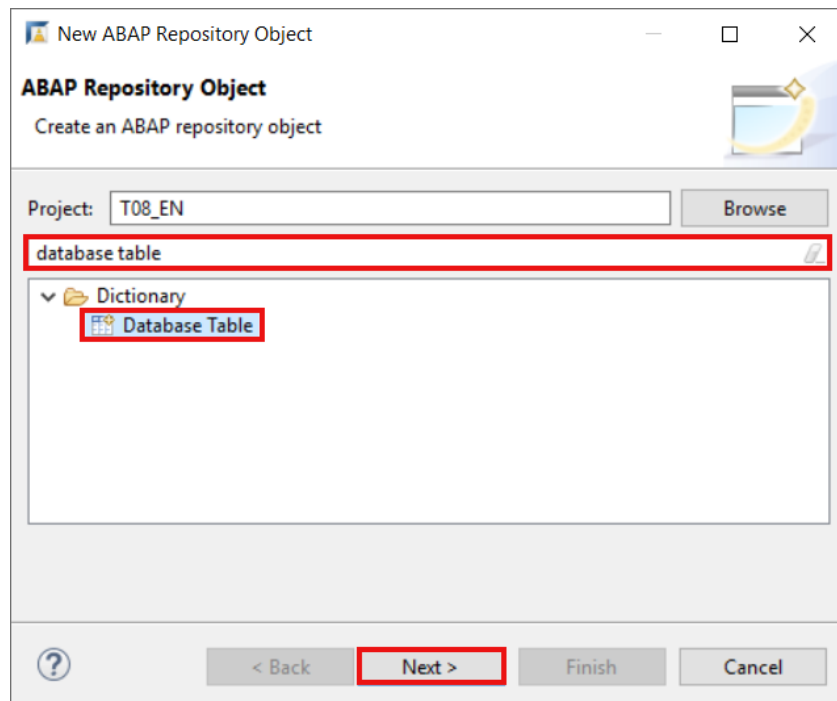 New ABAP Repository Object
ABAP Repository Object
Create an ABAP repository object
Project: T08_EN Browse
database table
Dictionary
Database Table
? < Back Next > Finish Cancel